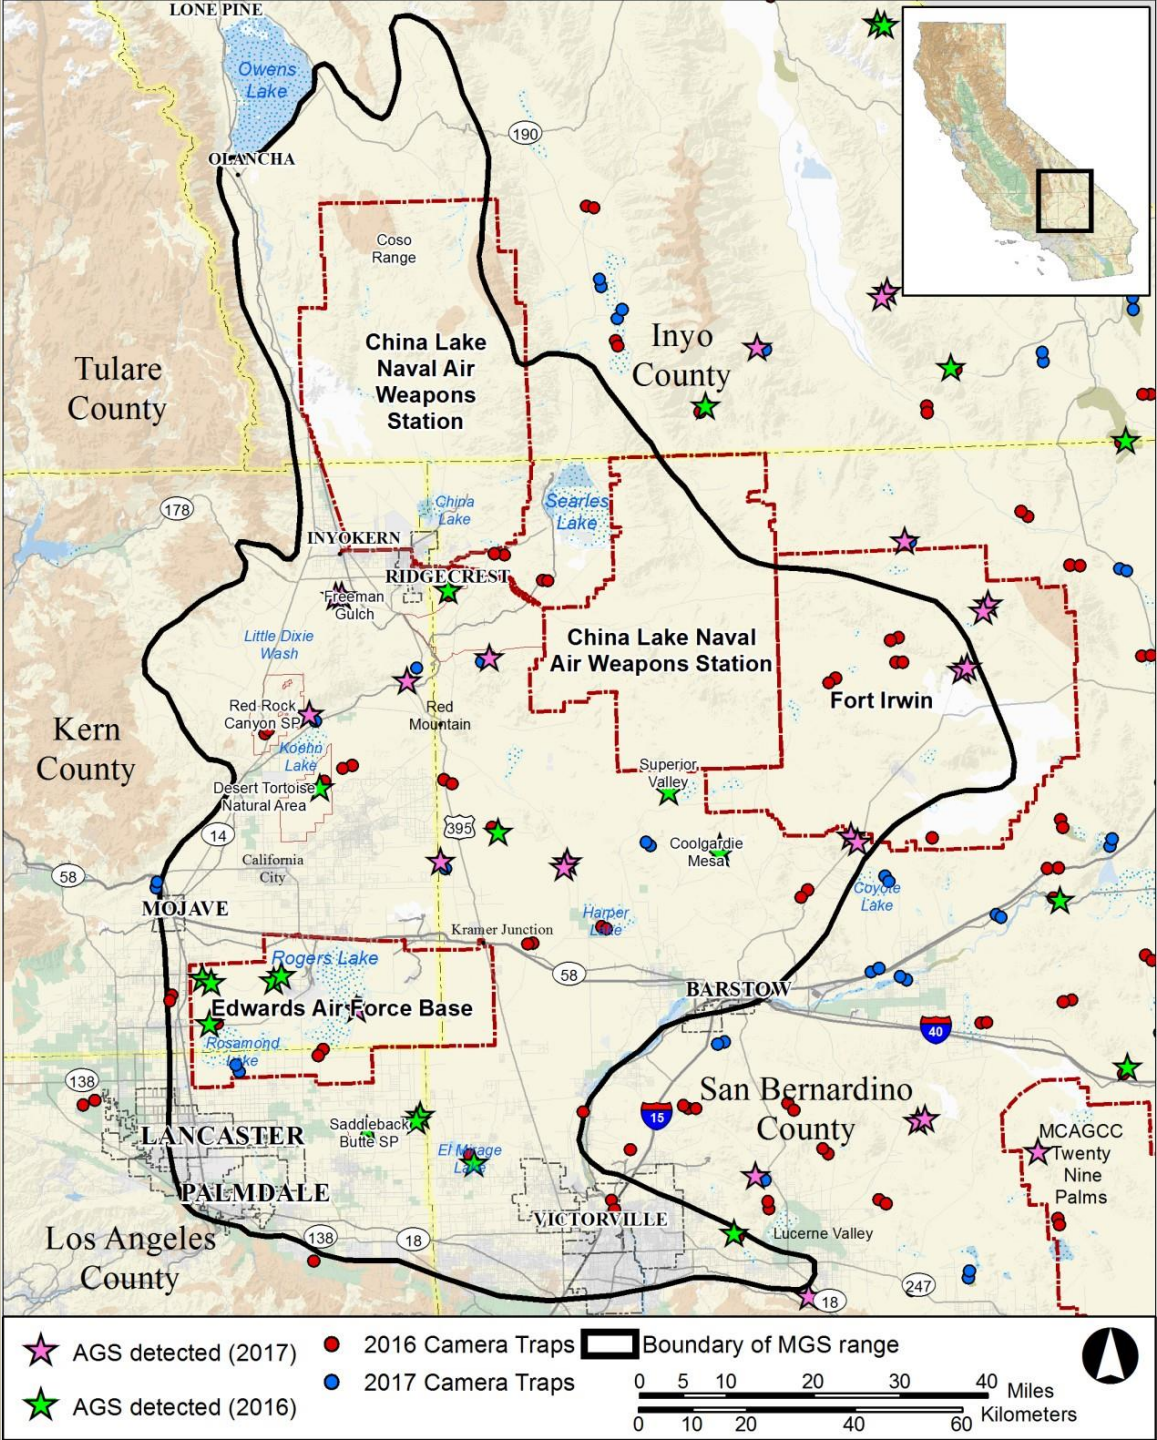 LONE PINE
Owens
Lake
190
OLANCHA
Coso
Range
China Lake
Naval Air
Weapons
Station
Inyo
County
Tulare
County
178
China
Lake
Searles
Lake
INYOKERN
RIDGECREST
Freeman
Gulch
Little Dixie
Wash
China Lake Naval
Air Weapons Station
Fort Irwin
Red Rock
Canyon SP
Red
Mountain
Kern
County
Koehn
Lake
Superior
Valley
Desert Tortoise
Natural Area
14
395
Coolgardie
Mesa
58
California
City
Coyote
Lake
MOJAVE
Harper
Lake
Kramer Junction
Rogers Lake
58
BARSTOW
Edwards Air Force Base
40
Rosamond
Lake
138
San Bernardino
County
15
Saddleback
Butte SP
LANCASTER
El Mirage
Lake
MCAGCC
Twenty
Nine
Palms
PALMDALE
VICTORVILLE
Lucerne Valley
Los Angeles
County
138
18
247
18
AGS detected (2017)
2016 Camera Traps
Boundary of MGS range
2017 Camera Traps
AGS detected (2016)
0 5 10 20 30 40
Miles
0 10 20 40 60
Kilometers